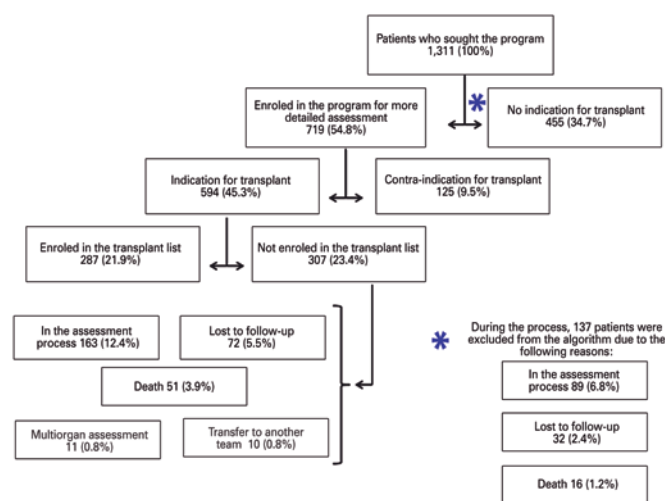 Patients who sought the program
1,311 (100%)
Enroled in the program for more
detailed assessment
719 (54.8%)
*
No indication for transplant
455 (34.7%)
Indication for transplant
594 (45.3%)
Contra-indication for transplant
125 (9.5%)
Enroled in the transplant list
287 (21.9%)
Not enroled in the transplant list
307 (23.4%)
In the assessment
process 163 (12.4%)
Lost to follow-up
72 (5.5%)
Death 51 (3.9%)
Multiorgan assessment
11 (0.8%)
Transfer to another
team 10 (0.8%)
* During the process, 137 patients were
excluded from the algorithm due to the
following reasons:
In the assessment
process 89 (6.8%)
Lost to follow-up
32 (2.4%)
Death 16 (1.2%)